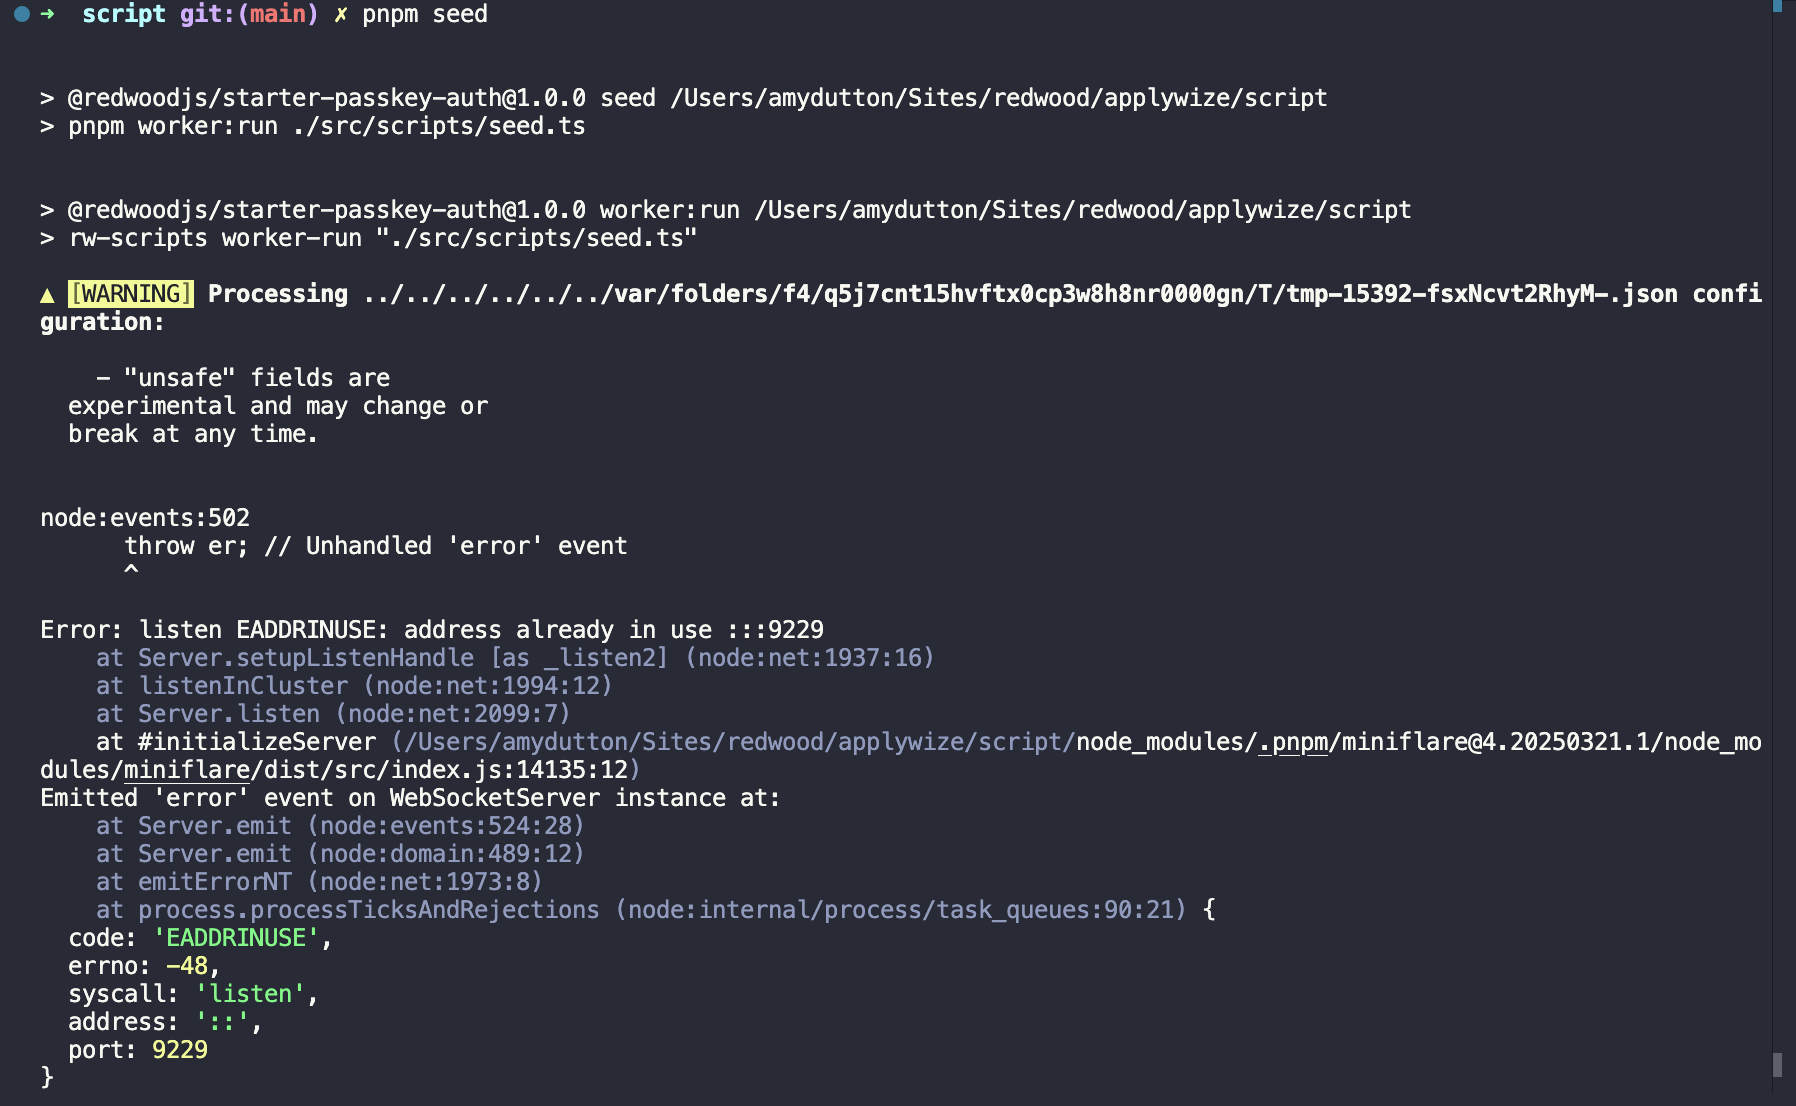 ➜  script git:(main) ✗ pnpm seed
> @redwoodjs/starter-passkey-auth@1.0.0 seed /Users/amydutton/Sites/redwood/applywize/script
> pnpm worker:run ./src/scripts/seed.ts
> @redwoodjs/starter-passkey-auth@1.0.0 worker:run /Users/amydutton/Sites/redwood/applywize/script
> rw-scripts worker-run "./src/scripts/seed.ts"
▲ [WARNING] Processing ../../../../../../var/folders/f4/q5j7cnt15hvftx0cp3w8h8nr0000gn/T/tmp-15392-fsxNcvt2RhyM-.json confi
guration:
    - "unsafe" fields are
  experimental and may change or
  break at any time.
node:events:502
      throw er; // Unhandled 'error' event
      ^
Error: listen EADDRINUSE: address already in use :::9229
    at Server.setupListenHandle [as _listen2] (node:net:1937:16)
    at listenInCluster (node:net:1994:12)
    at Server.listen (node:net:2099:7)
    at #initializeServer (/Users/amydutton/Sites/redwood/applywize/script/node_modules/.pnpm/miniflare@4.20250321.1/node_mo
dules/miniflare/dist/src/index.js:14135:12)
Emitted 'error' event on WebSocketServer instance at:
    at Server.emit (node:events:524:28)
    at Server.emit (node:domain:489:12)
    at emitErrorNT (node:net:1973:8)
    at process.processTicksAndRejections (node:internal/process/task_queues:90:21) {
  code: 'EADDRINUSE',
  errno: -48,
  syscall: 'listen',
  address: '::',
  port: 9229
}